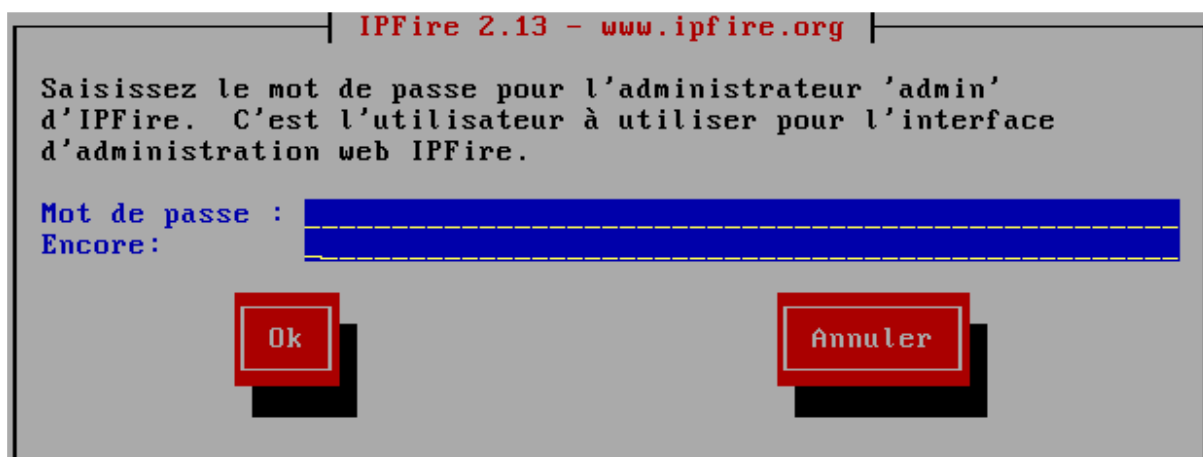 IPFire 2.13 - www.ipfire.org
Saisissez le mot de passe pour l'administrateur 'admin'
d'IPFire. C'est l'utilisateur à utiliser pour l'interface
d'administration web IPFire.
Mot de passe :
Encore:
Ok Annuler